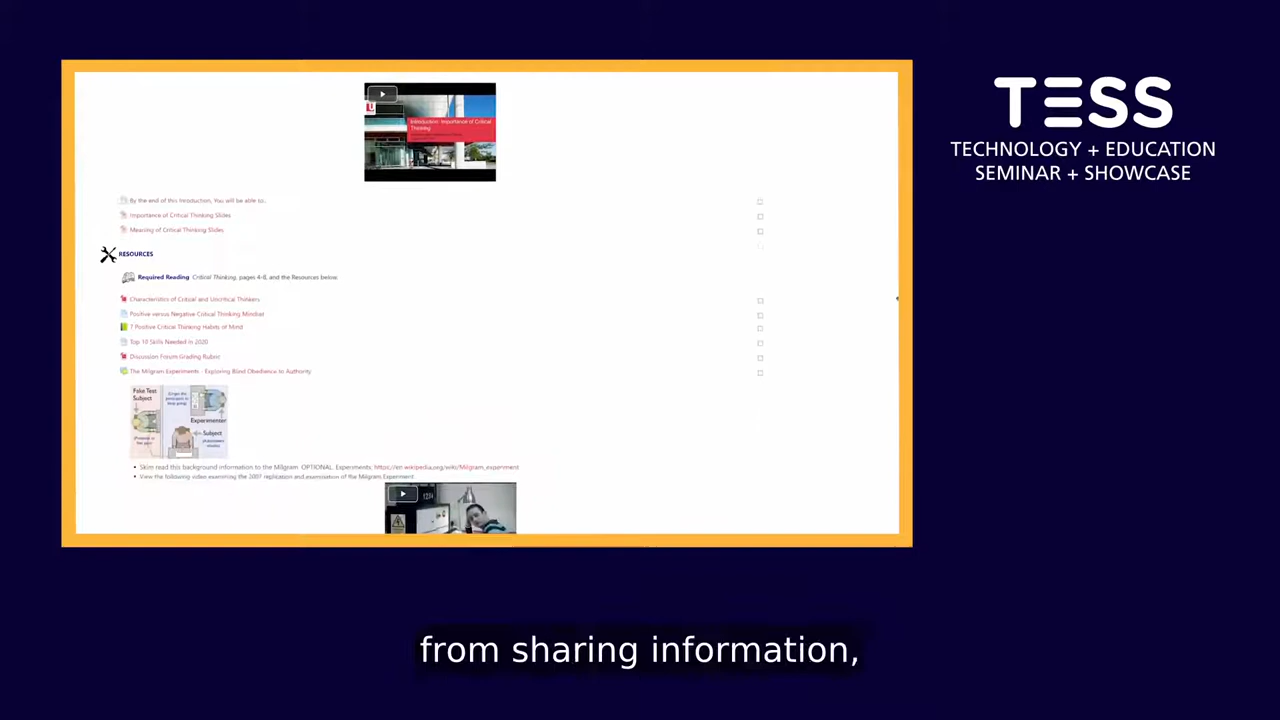 TESS
TECHNOLOGY + EDUCATION
SEMINAR + SHOWCASE
Introduction: Importance of Critical
Thinking
By the end of this Introduction, You will be able to..
Importance of Critical Thinking Slides
Meaning of Critical Thinking Slides
RESOURCES
Required Reading Critical Thinking, pages 4-8, and the Resources below.
Characteristics of Critical and Uncritical Thinkers
Positive versus Negative Critical Thinking Mindset
7 Positive Critical Thinking Habits of Mind
Top 10 Skills Needed in 2020
Discussion Forum Grading Rubric
The Milgram Experiments - Exploring Blind Obedience to Authority
Fake Test
Subject
Experimenter
Subject
Skim read this background information to the Milgram OPTIONAL Experiments: https://en.wikipedia.org/wiki/Milgram_experiment
View the following video examining the 2007 replication and examination of the Milgram Experiment
from sharing information,